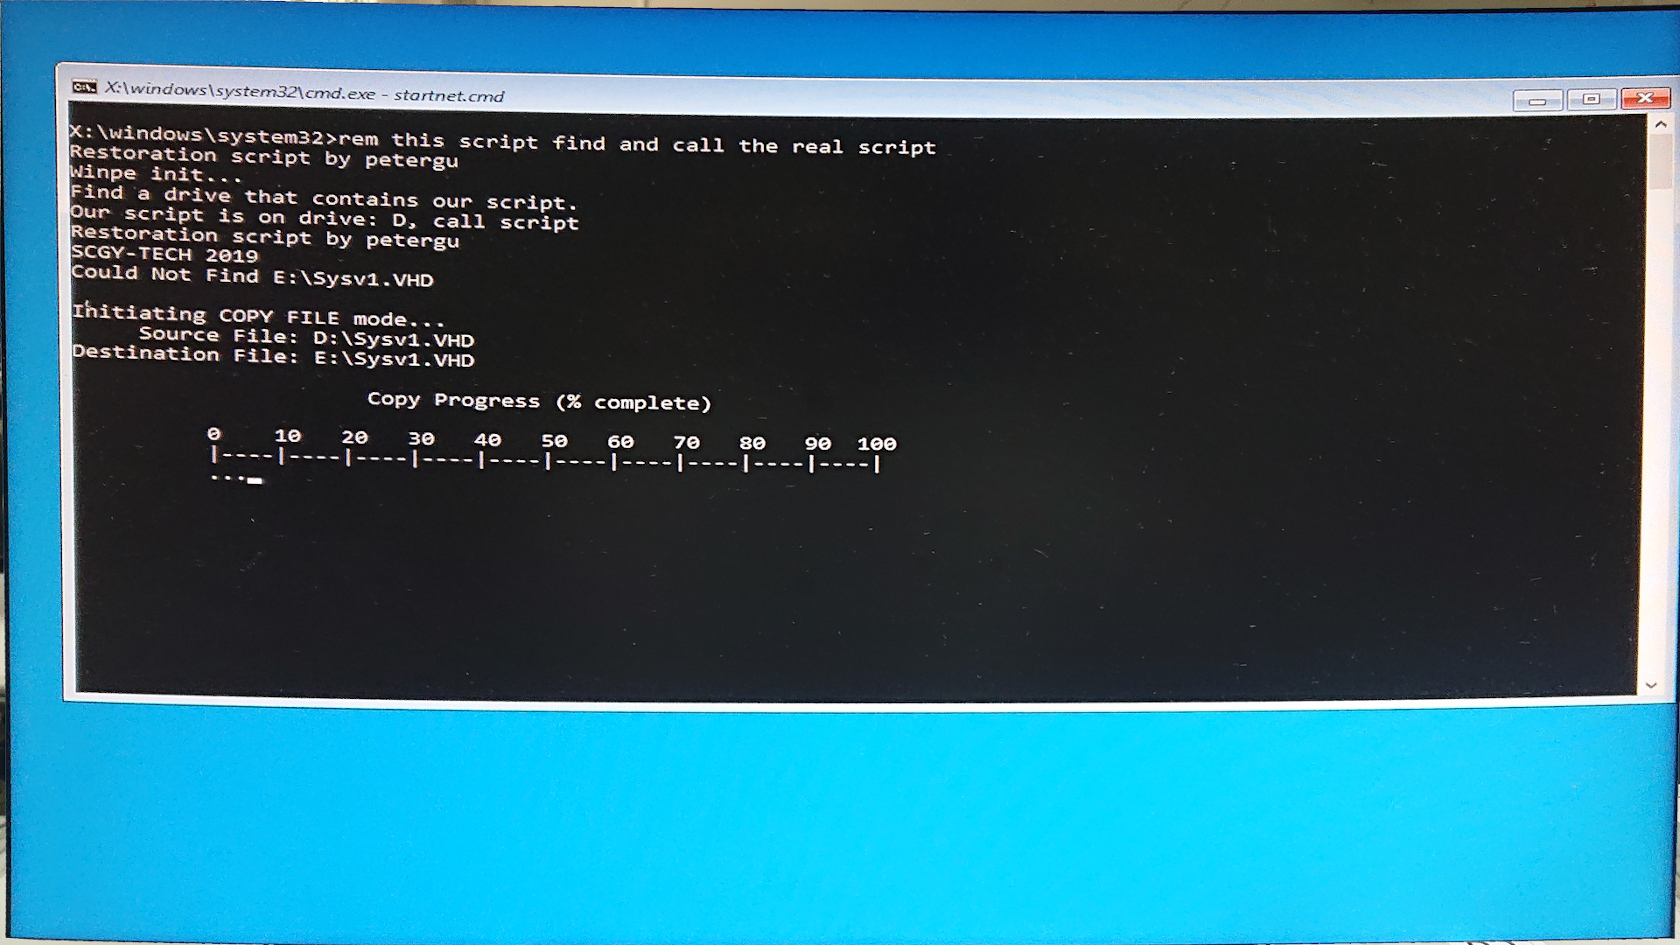 X:\windows\system32\cmd.exe - startnet.cmd
X:\windows\system32>rem this script find and call the real script
Restoration script by petergu
Winpe init...
Find a drive that contains our script.
Our script is on drive: D, call script
Restoration script by petergu
SCGY-TECH 2019
Could Not Find E:\Sysv1.VHD
Initiating COPY FILE mode...
Source File: D:\Sysv1.VHD
Destination File: E:\Sysv1.VHD
Copy Progress (% complete)
0 10 20 30 40 50 60 70 80 90 100
|----|----|----|----|----|----|----|----|----|----|
...